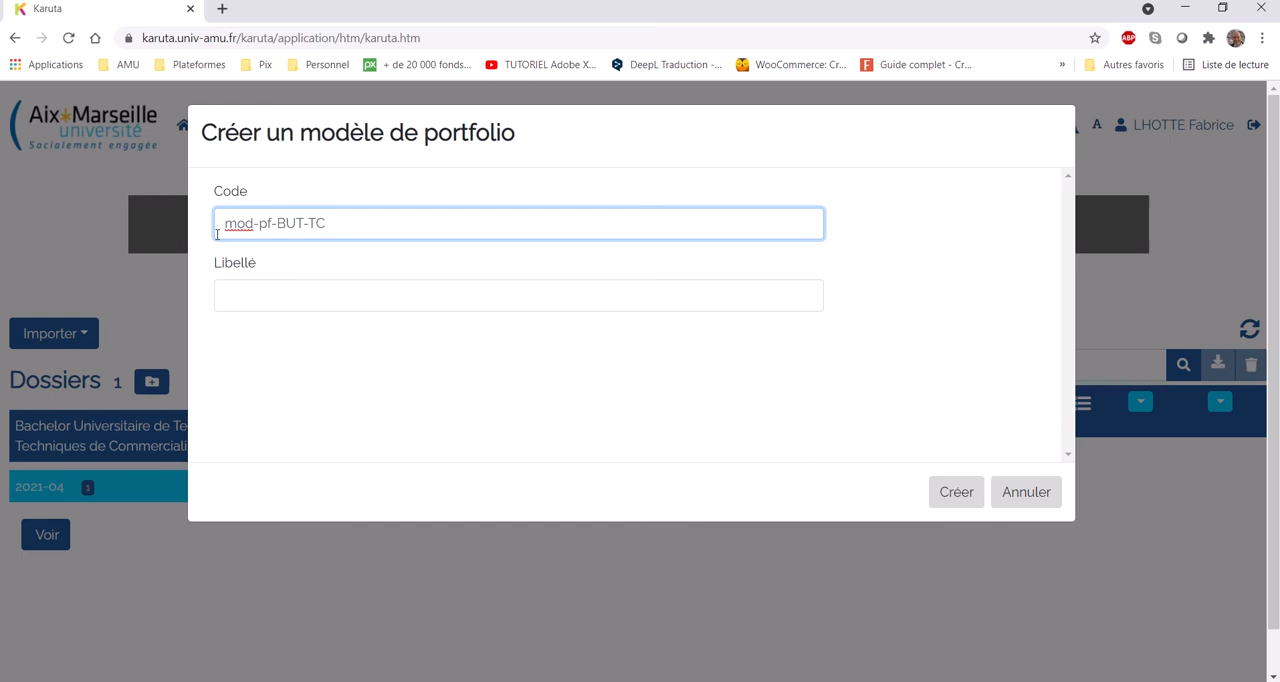 Karuta
karuta.univ-amu.fr/karuta/application/htm/karuta.htm
ABP
Applications AMU Plateformes Pix Personnel px + de 20 000 fonds... TUTORIEL Adobe X... DeepL Traduction -... WooCommerce: Cr... F Guide complet - Cr... » Autres favoris Liste de lecture
Aix*Marseille
université
Socialement engagée
A LHOTTE Fabrice
Créer un modèle de portfolio
Code
mod-pf-BUT-TC
Libellé
Importer
Dossiers 1
Bachelor Universitaire de Te
Techniques de Commerciali
2021-04 1
Créer Annuler
Voir